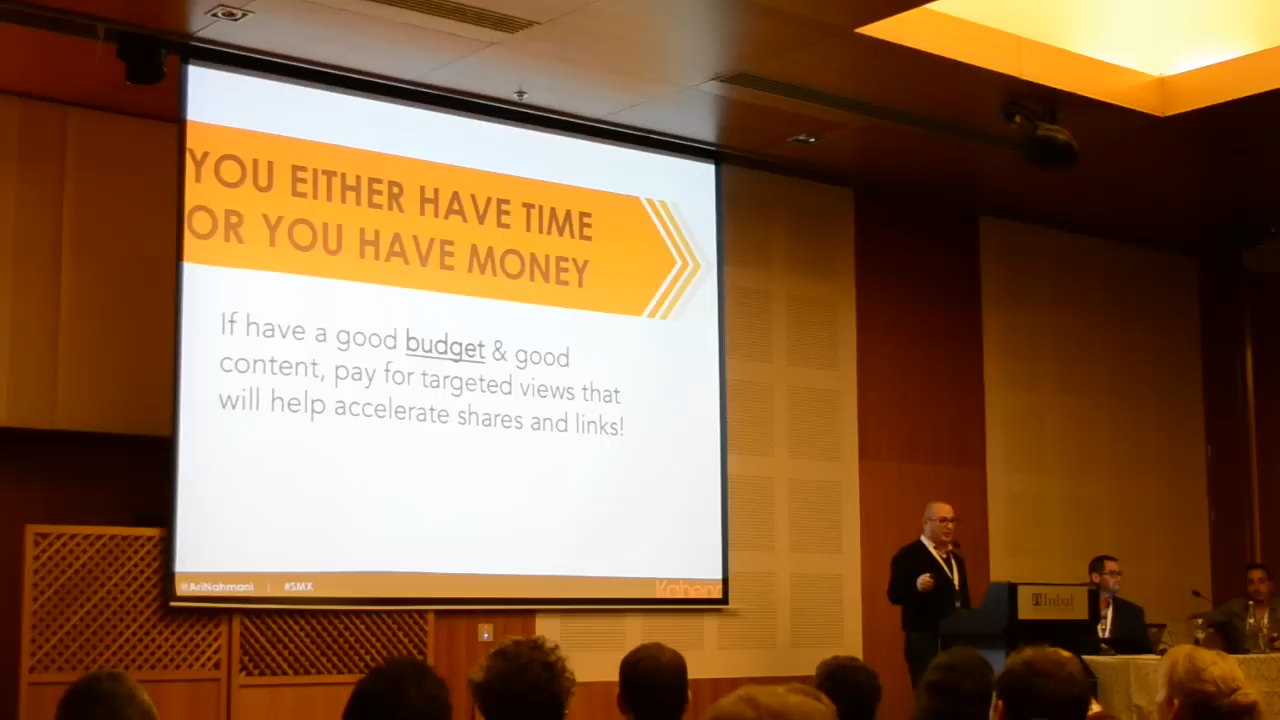 YOU EITHER HAVE TIME
OR YOU HAVE MONEY
If have a good budget & good
content, pay for targeted views that
will help accelerate shares and links!
@AriNahmani | #SMX
Inbal